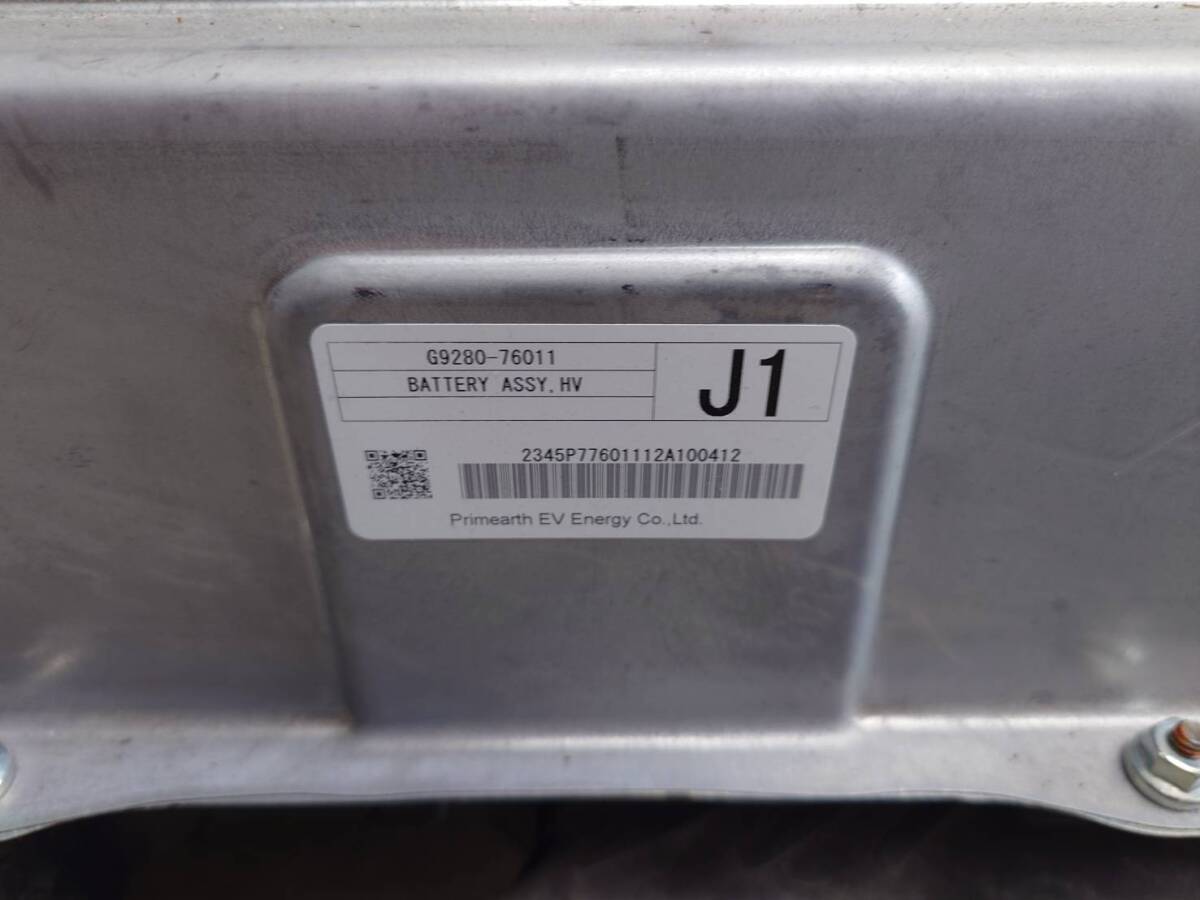 G9280-76011
BATTERY ASSY,HV
J1
2345P77601112A100412
Primearth EV Energy Co.,Ltd.